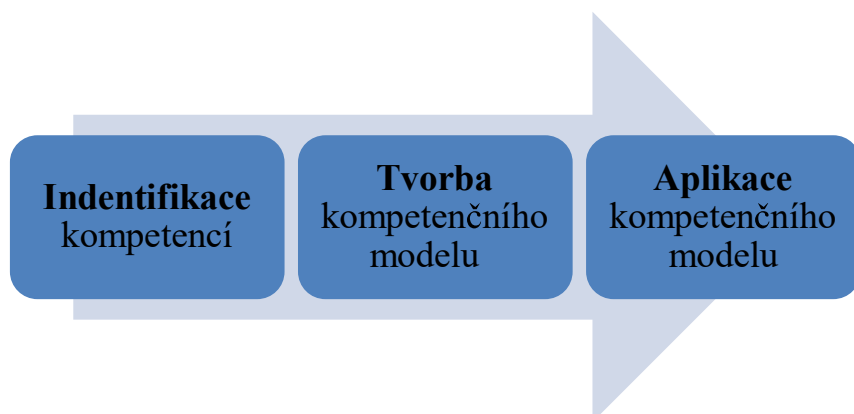 Indentifikace
kompetencí
Tvorba
kompetenčního
modelu
Aplikace
kompetenčního
modelu